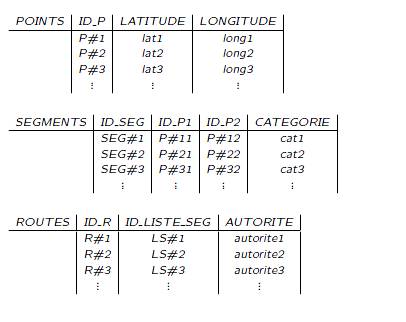 POINTS ID_P LATITUDE LONGITUDE
P#1 lat1 long1
P#2 lat2 long2
P#3 lat3 long3
⋮ ⋮ ⋮
SEGMENTS ID_SEG ID_P1 ID_P2 CATEGORIE
SEG#1 P#11 P#12 cat1
SEG#2 P#21 P#22 cat2
SEG#3 P#31 P#32 cat3
⋮ ⋮ ⋮ ⋮
ROUTES ID_R ID_LISTE_SEG AUTORITE
R#1 LS#1 autorite1
R#2 LS#2 autorite2
R#3 LS#3 autorite3
⋮ ⋮ ⋮